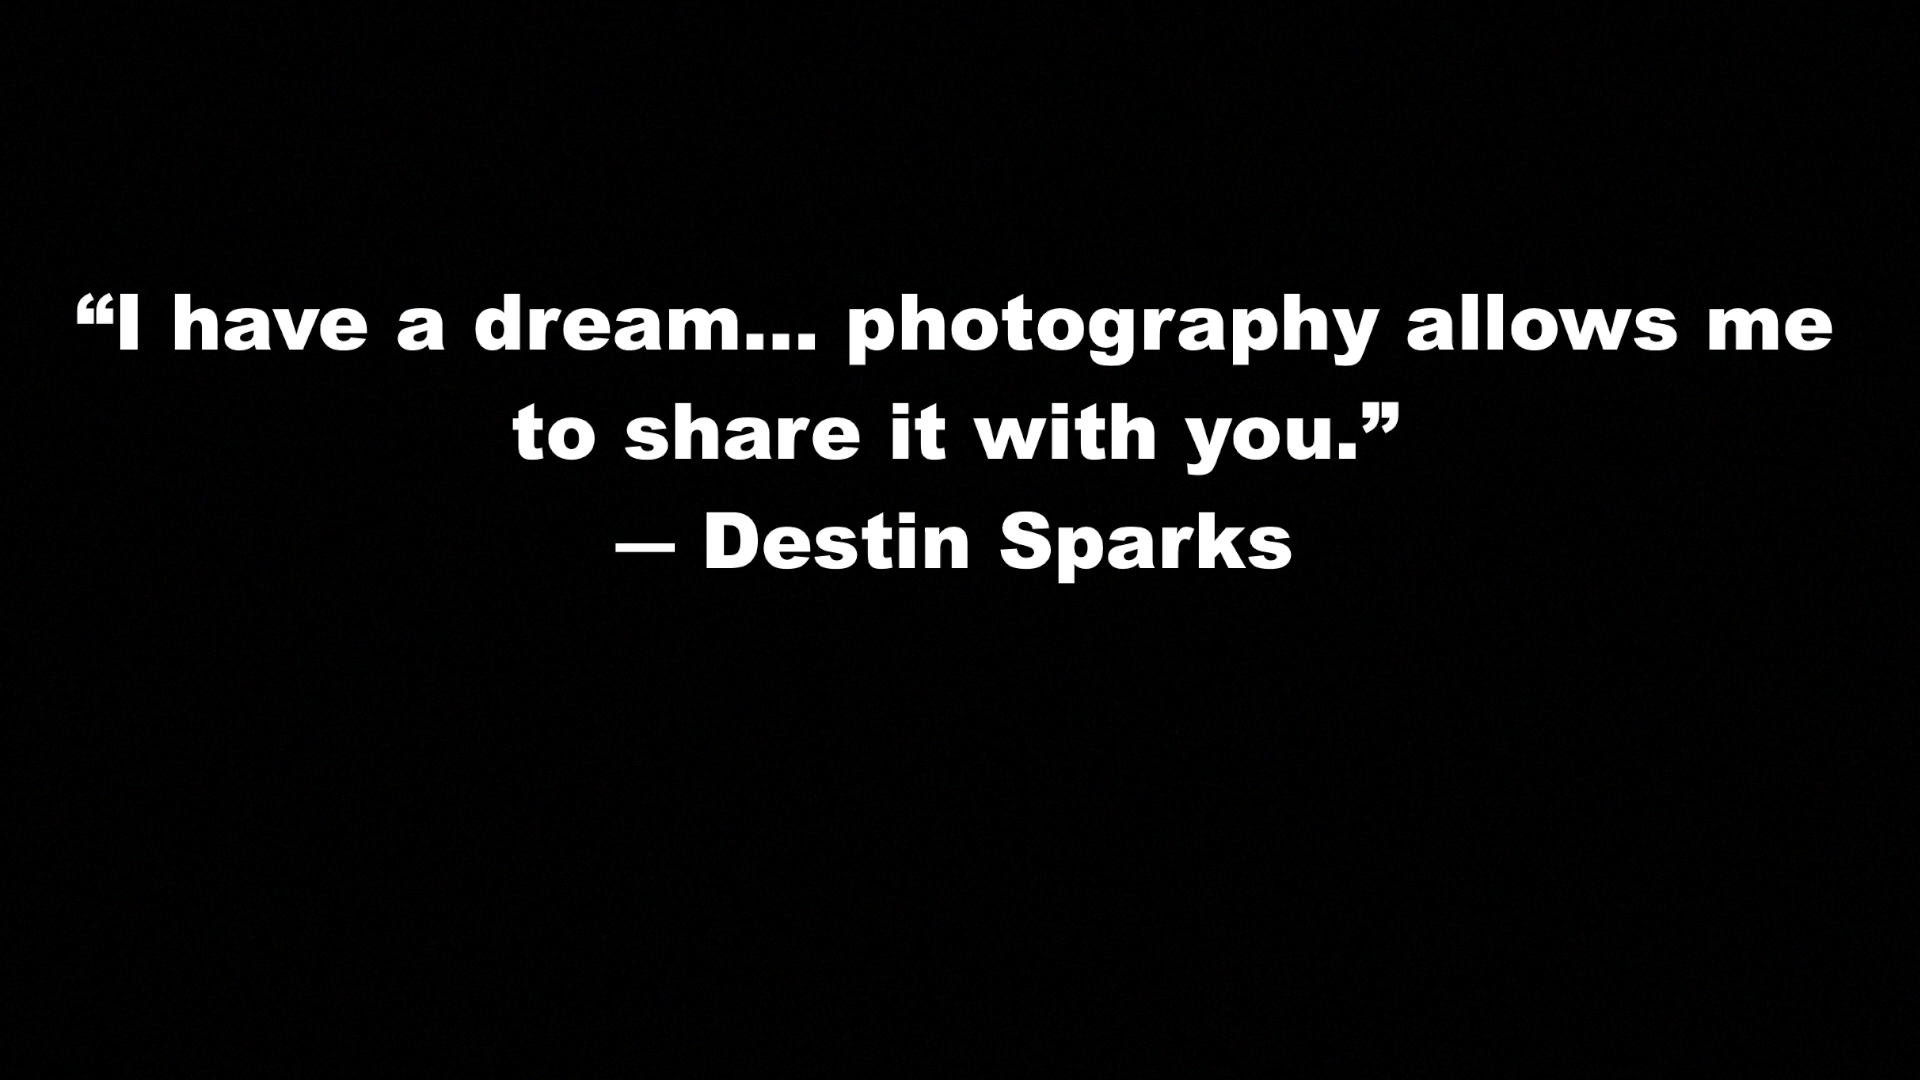 “I have a dream… photography allows me
to share it with you.”
— Destin Sparks